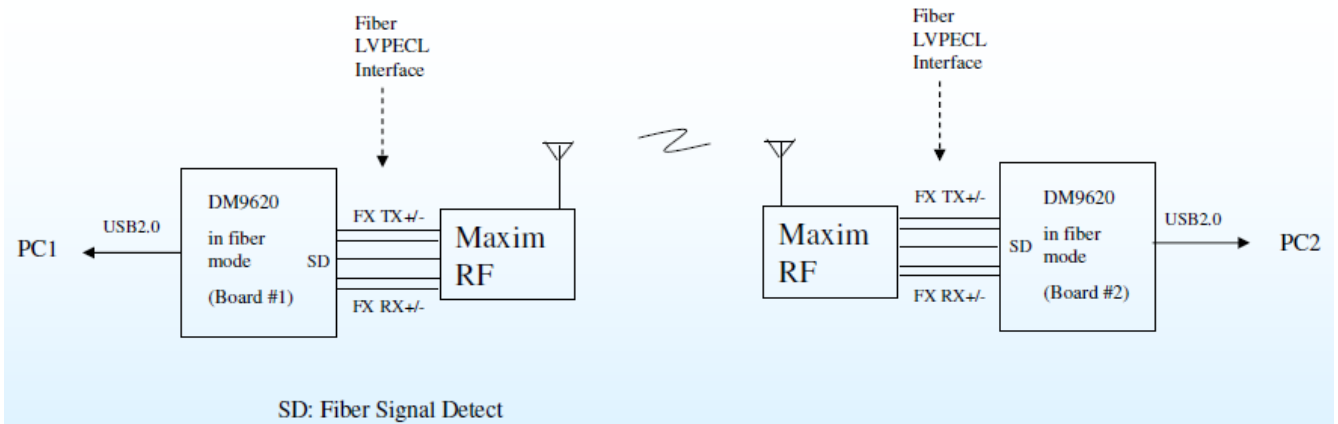 Fiber
LVPECL
Interface
Fiber
LVPECL
Interface
PC1
USB2.0
DM9620
in fiber
mode
SD
(Board #1)
FX TX+/-
FX RX+/-
Maxim
RF
Maxim
RF
FX TX+/-
FX RX+/-
DM9620
in fiber
SD
mode
(Board #2)
USB2.0
PC2
SD: Fiber Signal Detect